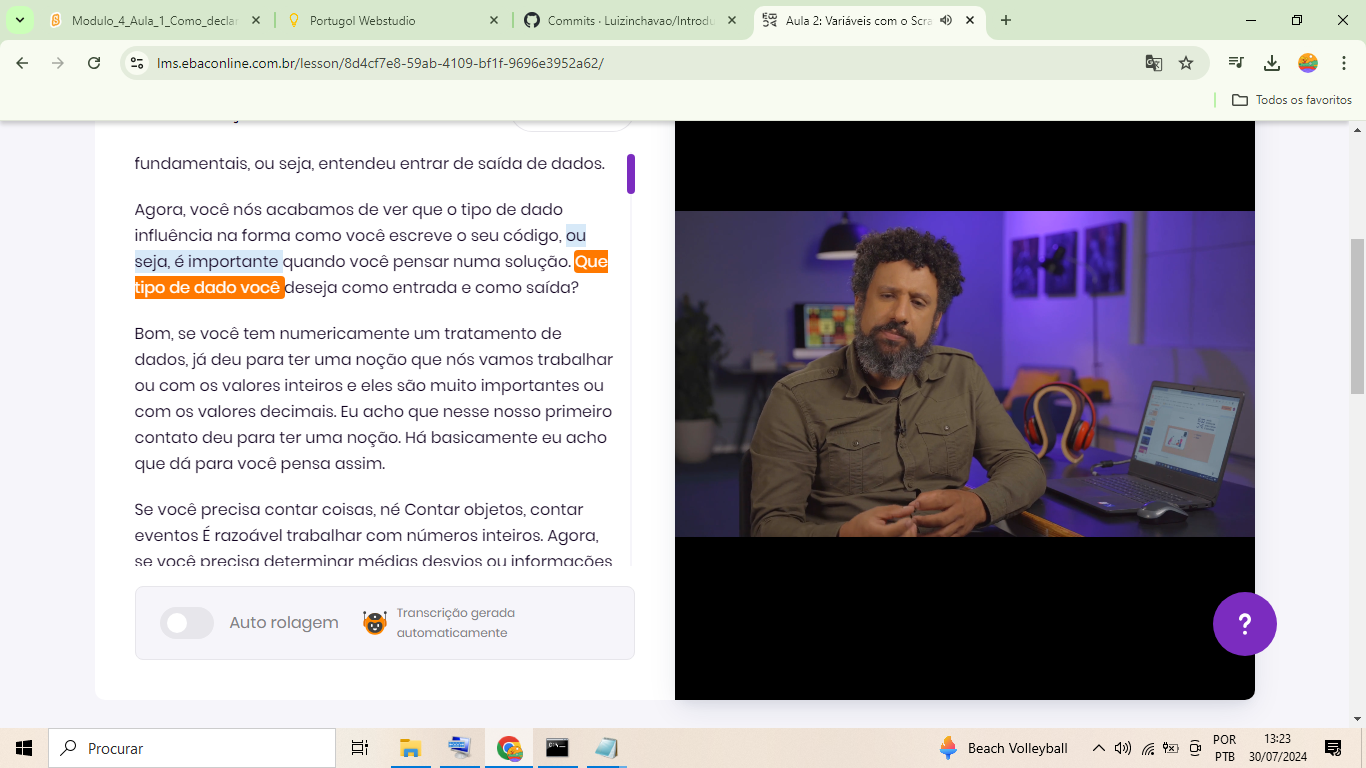 Modulo_4_Aula_1_Como_decla
Portugol Webstudio
Commits · Luizinchavao/Introdu
Aula 2: Variáveis com o Scra
lms.ebaconline.com.br/lesson/8d4cf7e8-59ab-4109-bf1f-9696e3952a62/
Todos os favoritos
fundamentais, ou seja, entendeu entrar de saída de dados.
Agora, você nós acabamos de ver que o tipo de dado
influência na forma como você escreve o seu código, ou
seja, é importante quando você pensar numa solução. Que
tipo de dado você deseja como entrada e como saída?
Bom, se você tem numericamente um tratamento de
dados, já deu para ter uma noção que nós vamos trabalhar
ou com os valores inteiros e eles são muito importantes ou
com os valores decimais. Eu acho que nesse nosso primeiro
contato deu para ter uma noção. Há basicamente eu acho
que dá para você pensa assim.
Se você precisa contar coisas, né Contar objetos, contar
eventos É razoável trabalhar com números inteiros. Agora,
se você precisa determinar médias desvios ou informações
Auto rolagem
Transcrição gerada
automaticamente
?
Procurar
Beach Volleyball
POR
PTB
13:23
30/07/2024